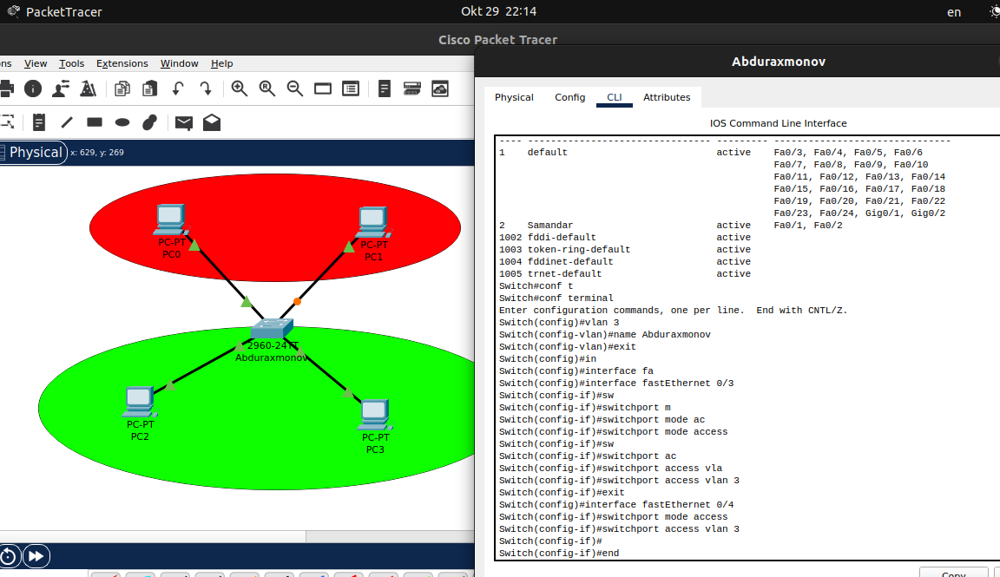 PacketTracer
Okt 29 22:14
en
Cisco Packet Tracer
ns View Tools Extensions Window Help
Abduraxmonov
Physical Config CLI Attributes
IOS Command Line Interface
Physical x: 629, y: 269
---- -------------------------------- --------- -------------------------------
1 default active Fa0/3, Fa0/4, Fa0/5, Fa0/6
Fa0/7, Fa0/8, Fa0/9, Fa0/10
Fa0/11, Fa0/12, Fa0/13, Fa0/14
Fa0/15, Fa0/16, Fa0/17, Fa0/18
Fa0/19, Fa0/20, Fa0/21, Fa0/22
Fa0/23, Fa0/24, Gig0/1, Gig0/2
2 Samandar active Fa0/1, Fa0/2
1002 fddi-default active
1003 token-ring-default active
1004 fddinet-default active
1005 trnet-default active
Switch#conf t
Switch#conf terminal
Enter configuration commands, one per line. End with CNTL/Z.
Switch(config)#vlan 3
Switch(config-vlan)#name Abduraxmonov
Switch(config-vlan)#exit
Switch(config)#in
Switch(config)#interface fa
Switch(config)#interface fastEthernet 0/3
Switch(config-if)#sw
Switch(config-if)#switchport m
Switch(config-if)#switchport mode ac
Switch(config-if)#switchport mode access
Switch(config-if)#sw
Switch(config-if)#switchport ac
Switch(config-if)#switchport access vla
Switch(config-if)#switchport access vlan 3
Switch(config-if)#exit
Switch(config)#interface fastEthernet 0/4
Switch(config-if)#switchport mode access
Switch(config-if)#switchport access vlan 3
Switch(config-if)#
Switch(config-if)#end
Copy
PC-PT
PC0
PC-PT
PC1
2960-24TT
Abduraxmonov
PC-PT
PC2
PC-PT
PC3